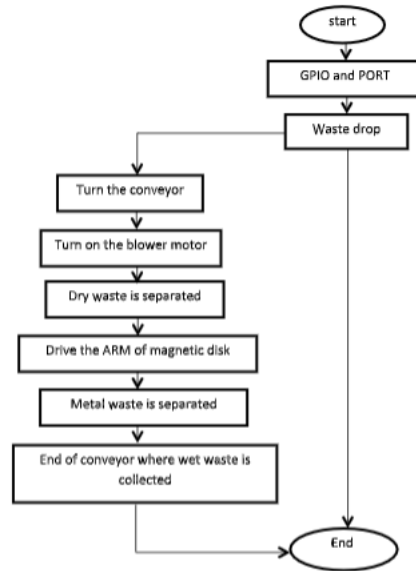 start
GPIO and PORT
Waste drop
Turn the conveyor
Turn on the blower motor
Dry waste is separated
Drive the ARM of magnetic disk
Metal waste is separated
End of conveyor where wet waste is
collected
End